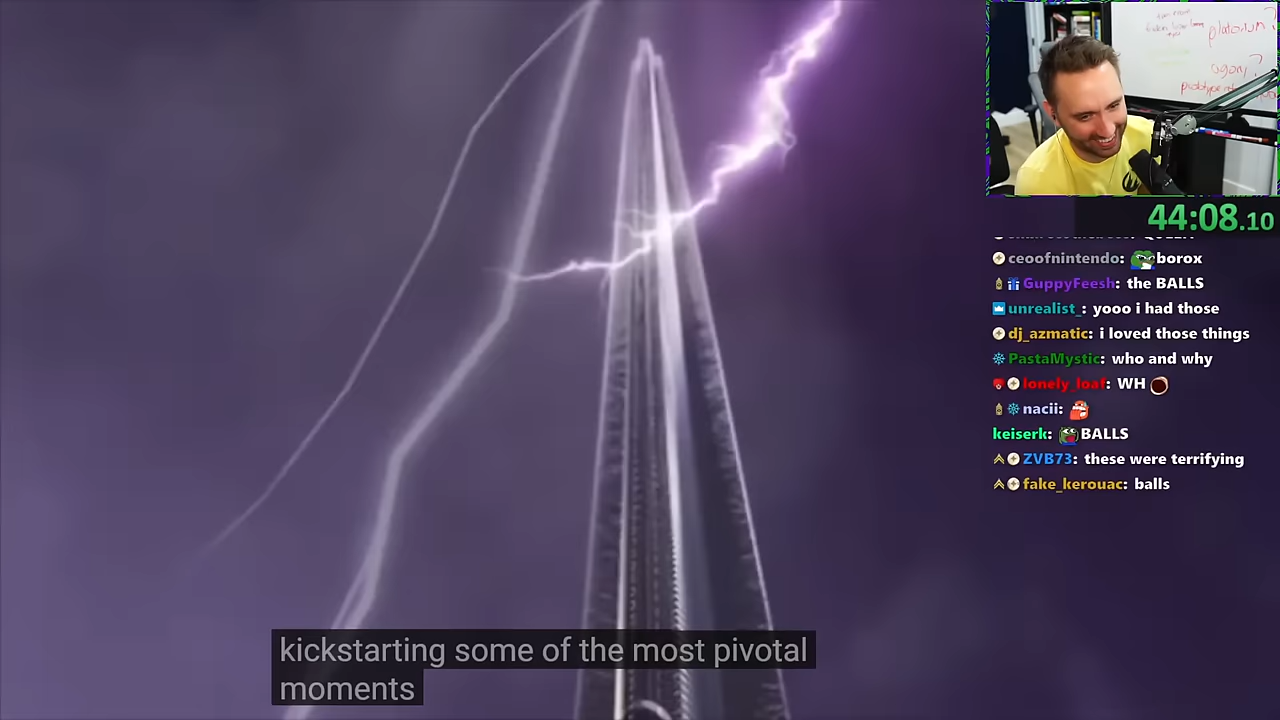 platonum?
agony?
44:08.10
ceoofnintendo: borox
GuppyFeesh: the BALLS
unrealist_: yooo i had those
dj_azmatic: i loved those things
PastaMystic: who and why
lonely_loaf: WH
nacii:
keiserk: BALLS
ZVB73: these were terrifying
fake_kerouac: balls
kickstarting some of the most pivotal
moments